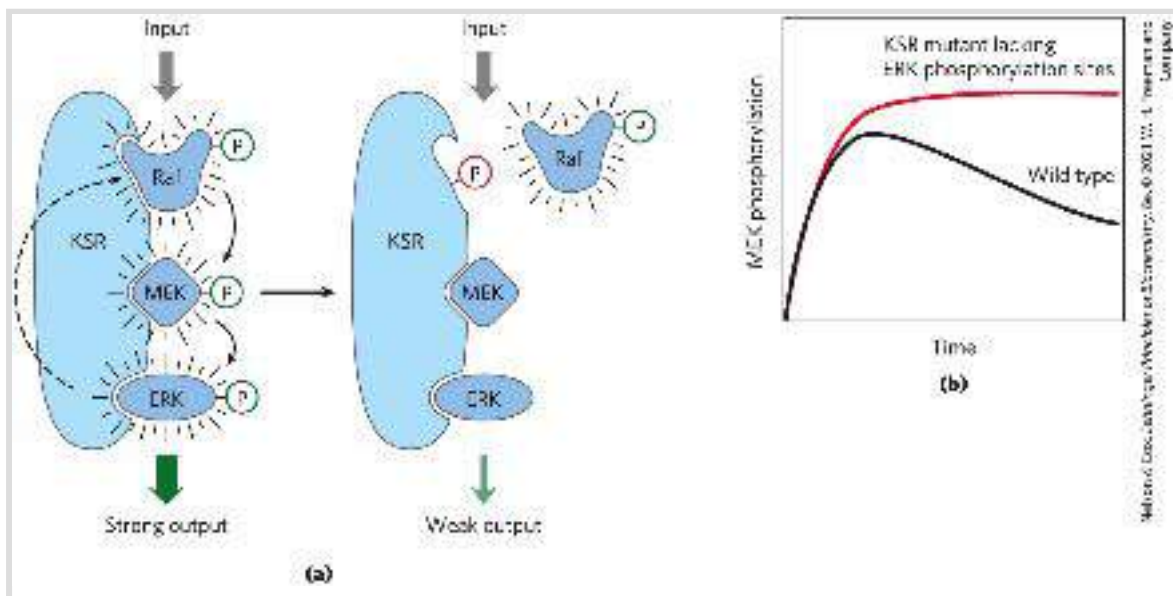 Input
Input
KSR mutant lacking
ERK phosphorylation sites
P
P
Raf
Raf
P
MEK phosphorylation
Wild type
KSR
KSR
MEK
P
MEK
Time
(b)
ERK
P
ERK
Strong output
Weak output
(a)
Company